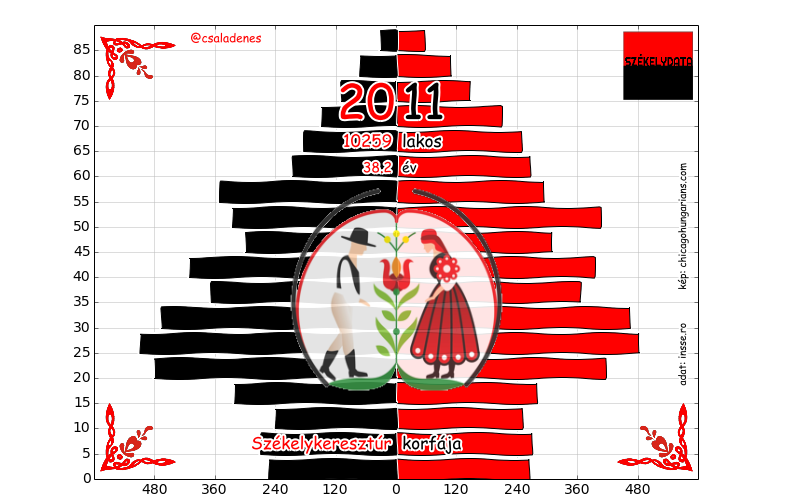 @csaladenes
SZÉKELYDATA
2011
10259 lakos
38.2 év
kép: chicagohungarians.com
adat: insse.ro
Székelykeresztúr korfája
85
80
75
70
65
60
55
50
45
40
35
30
25
20
15
10
5
0
480 360 240 120 0 120 240 360 480